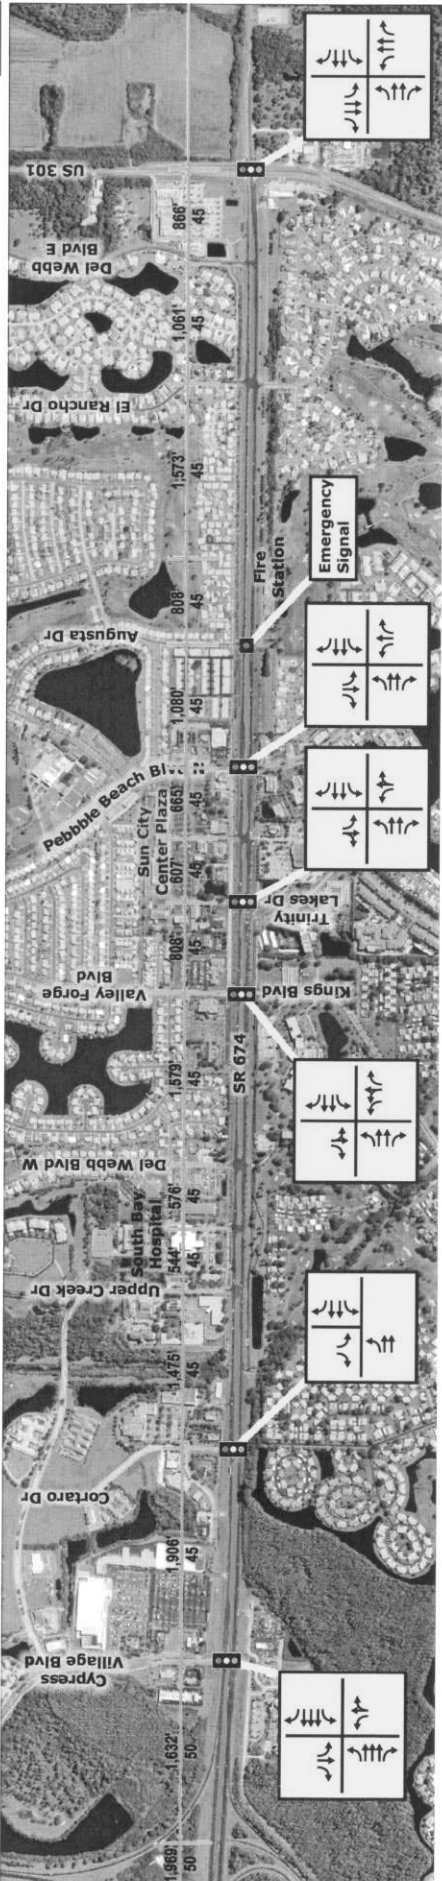 US 301
866'
45
Del Webb
Blvd E
1,061'
45
El Rancho Dr
1,573'
45
Fire
Station
Emergency
Signal
808'
45
Augusta Dr
1,080'
45
Pebbble Beach
665'
45
Sun City
Center Plaza
607'
45
Trinity
Lakes Dr
808'
45
Valley Forge
Blvd
Kings Blvd
SR 674
1,579'
45
Del Webb Blvd W
576'
45
South Bay
Hospital
544'
45
Upper Creek Dr
1,475'
45
Cortaro Dr
1,906'
45
Cypress
Village Blvd
1,632'
50
1,969'
50